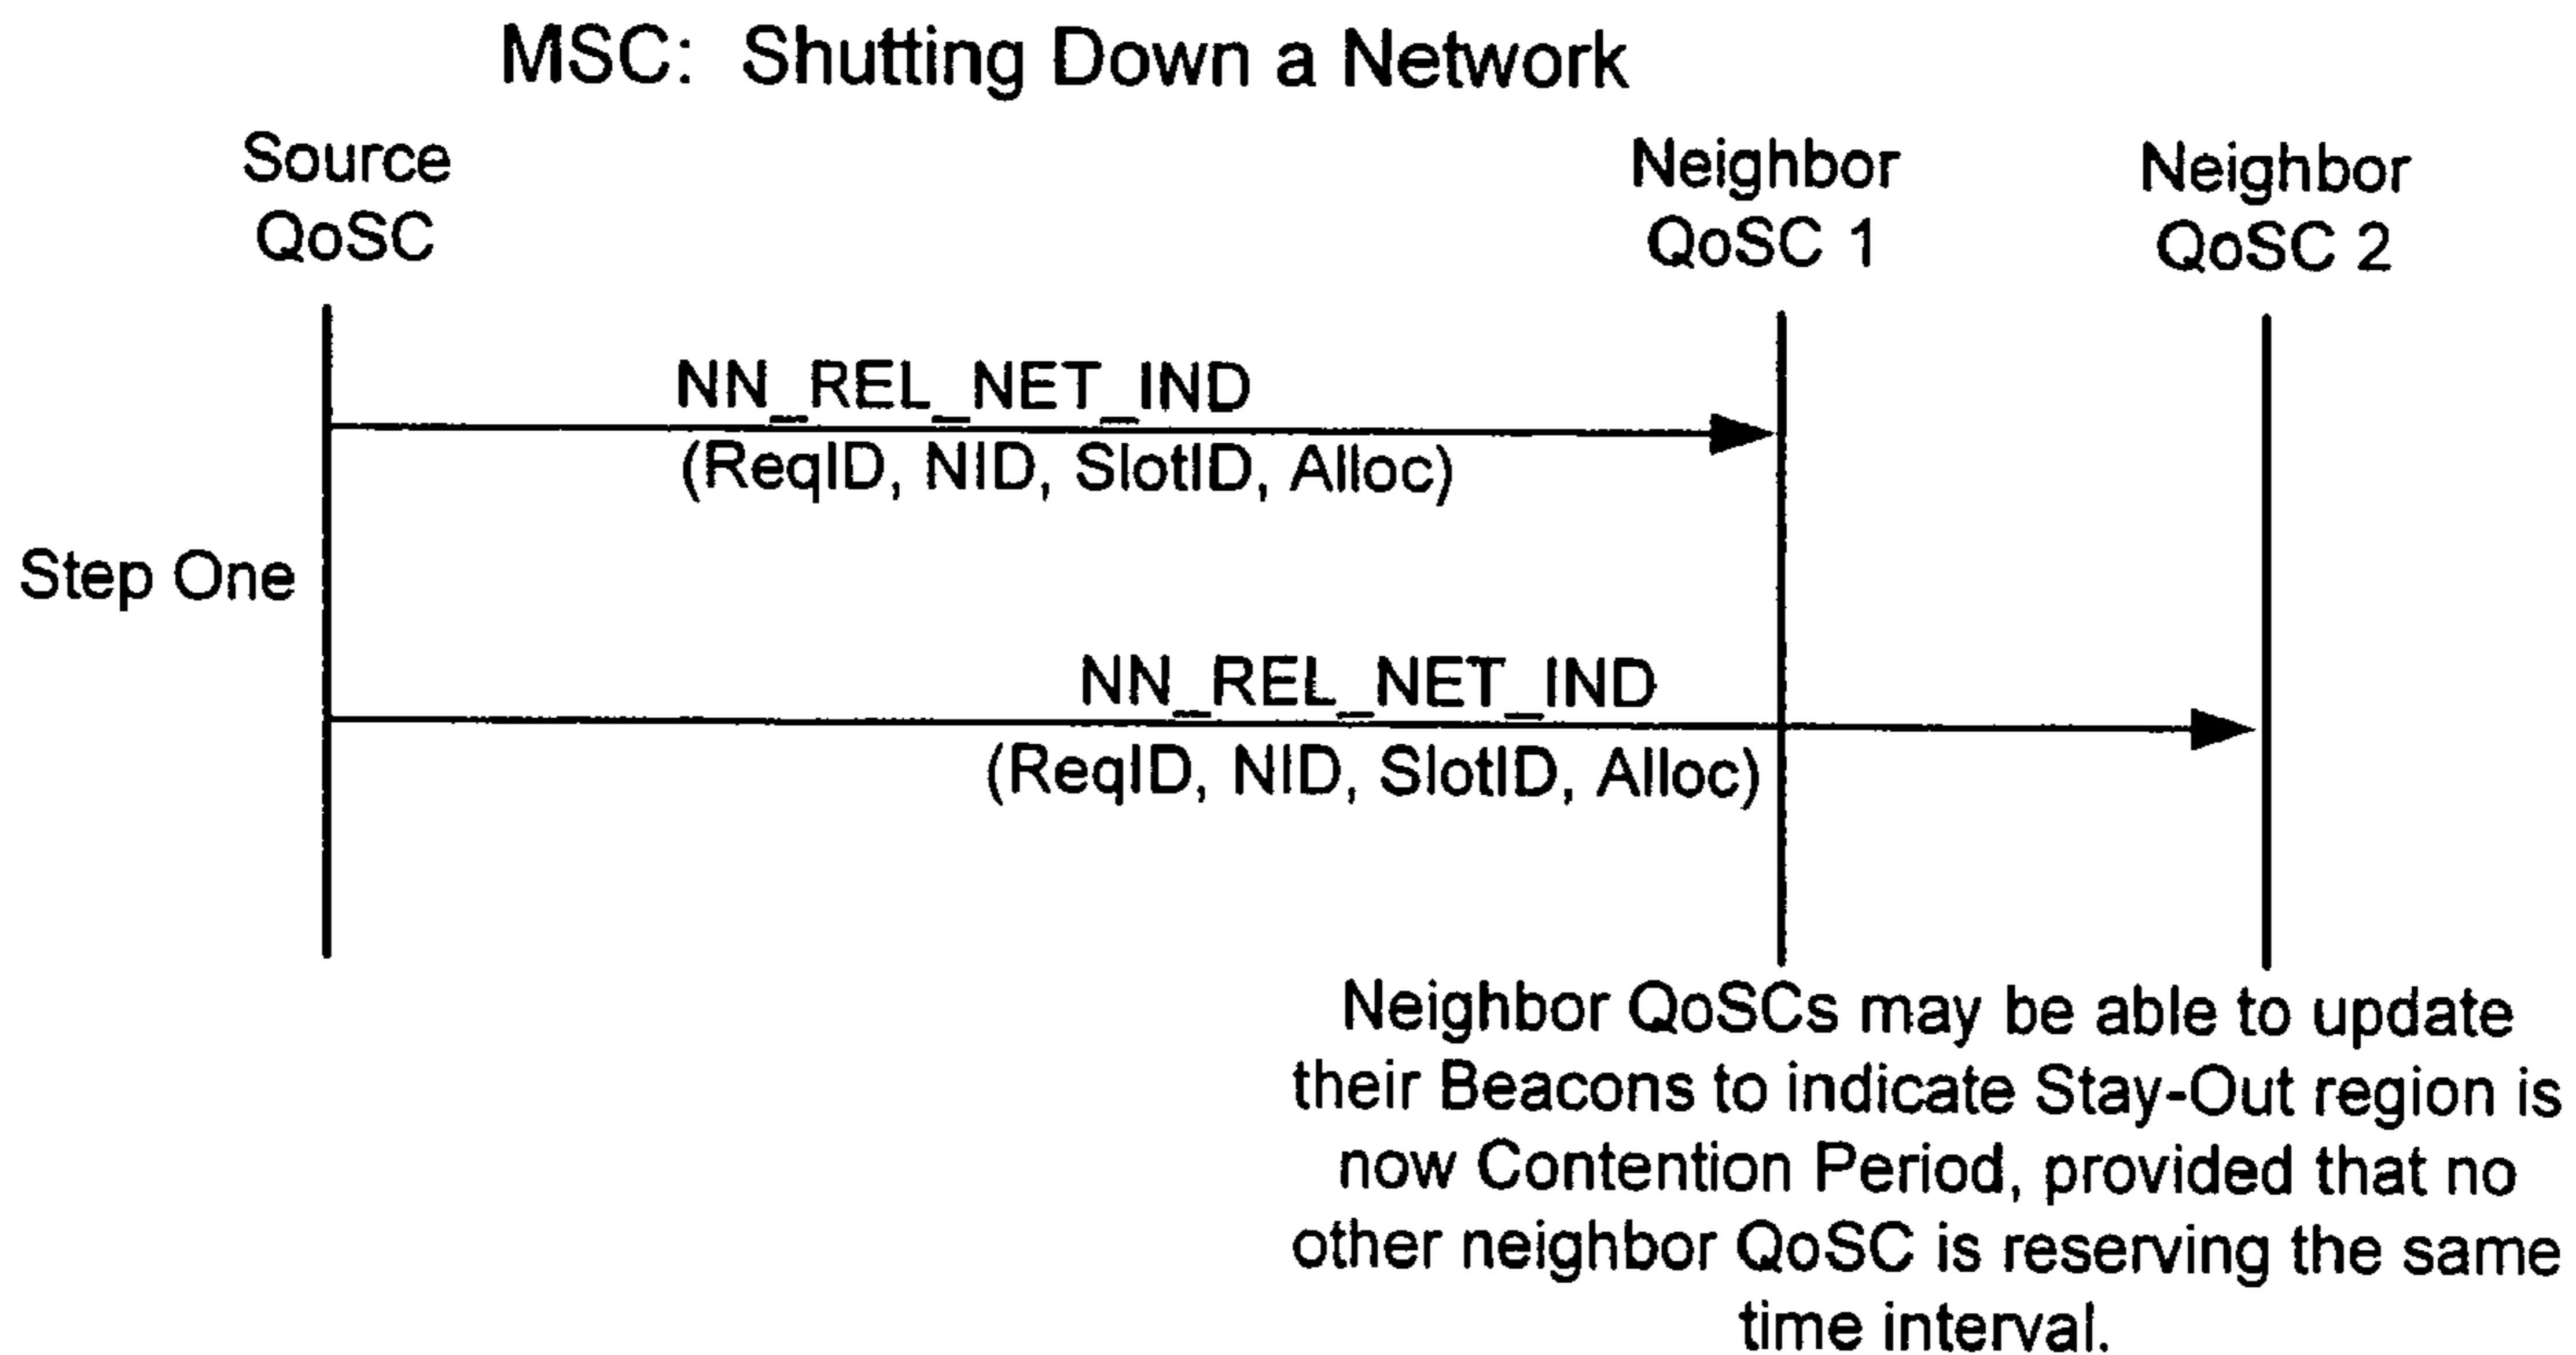 MSC: Shutting Down a Network
Source
QoSC
Neighbor
QoSC 1
Neighbor
QoSC 2
NN_REL_NET_IND
(ReqID, NID, SlotID, Alloc)
Step One
NN_REL_NET_IND
(ReqID, NID, SlotID, Alloc)
Neighbor QoSCs may be able to update
their Beacons to indicate Stay-Out region is
now Contention Period, provided that no
other neighbor QoSC is reserving the same
time interval.